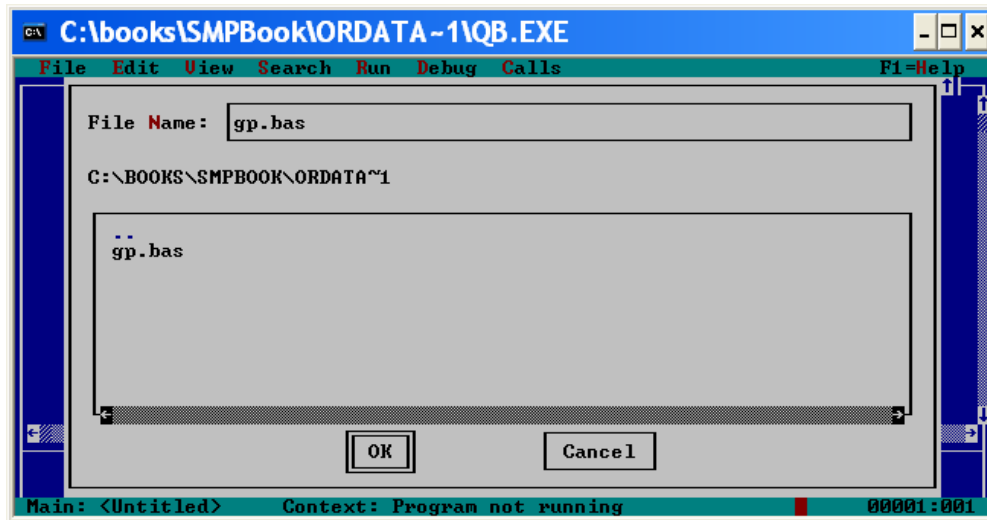 C:\books\SMPBook\ORDATA~1\QB.EXE
File Edit View Search Run Debug Calls F1=Help
File Name: gp.bas
C:\BOOKS\SMPBOOK\ORDATA~1
..
gp.bas
OK Cancel
Main: <Untitled> Context: Program not running 00001:001